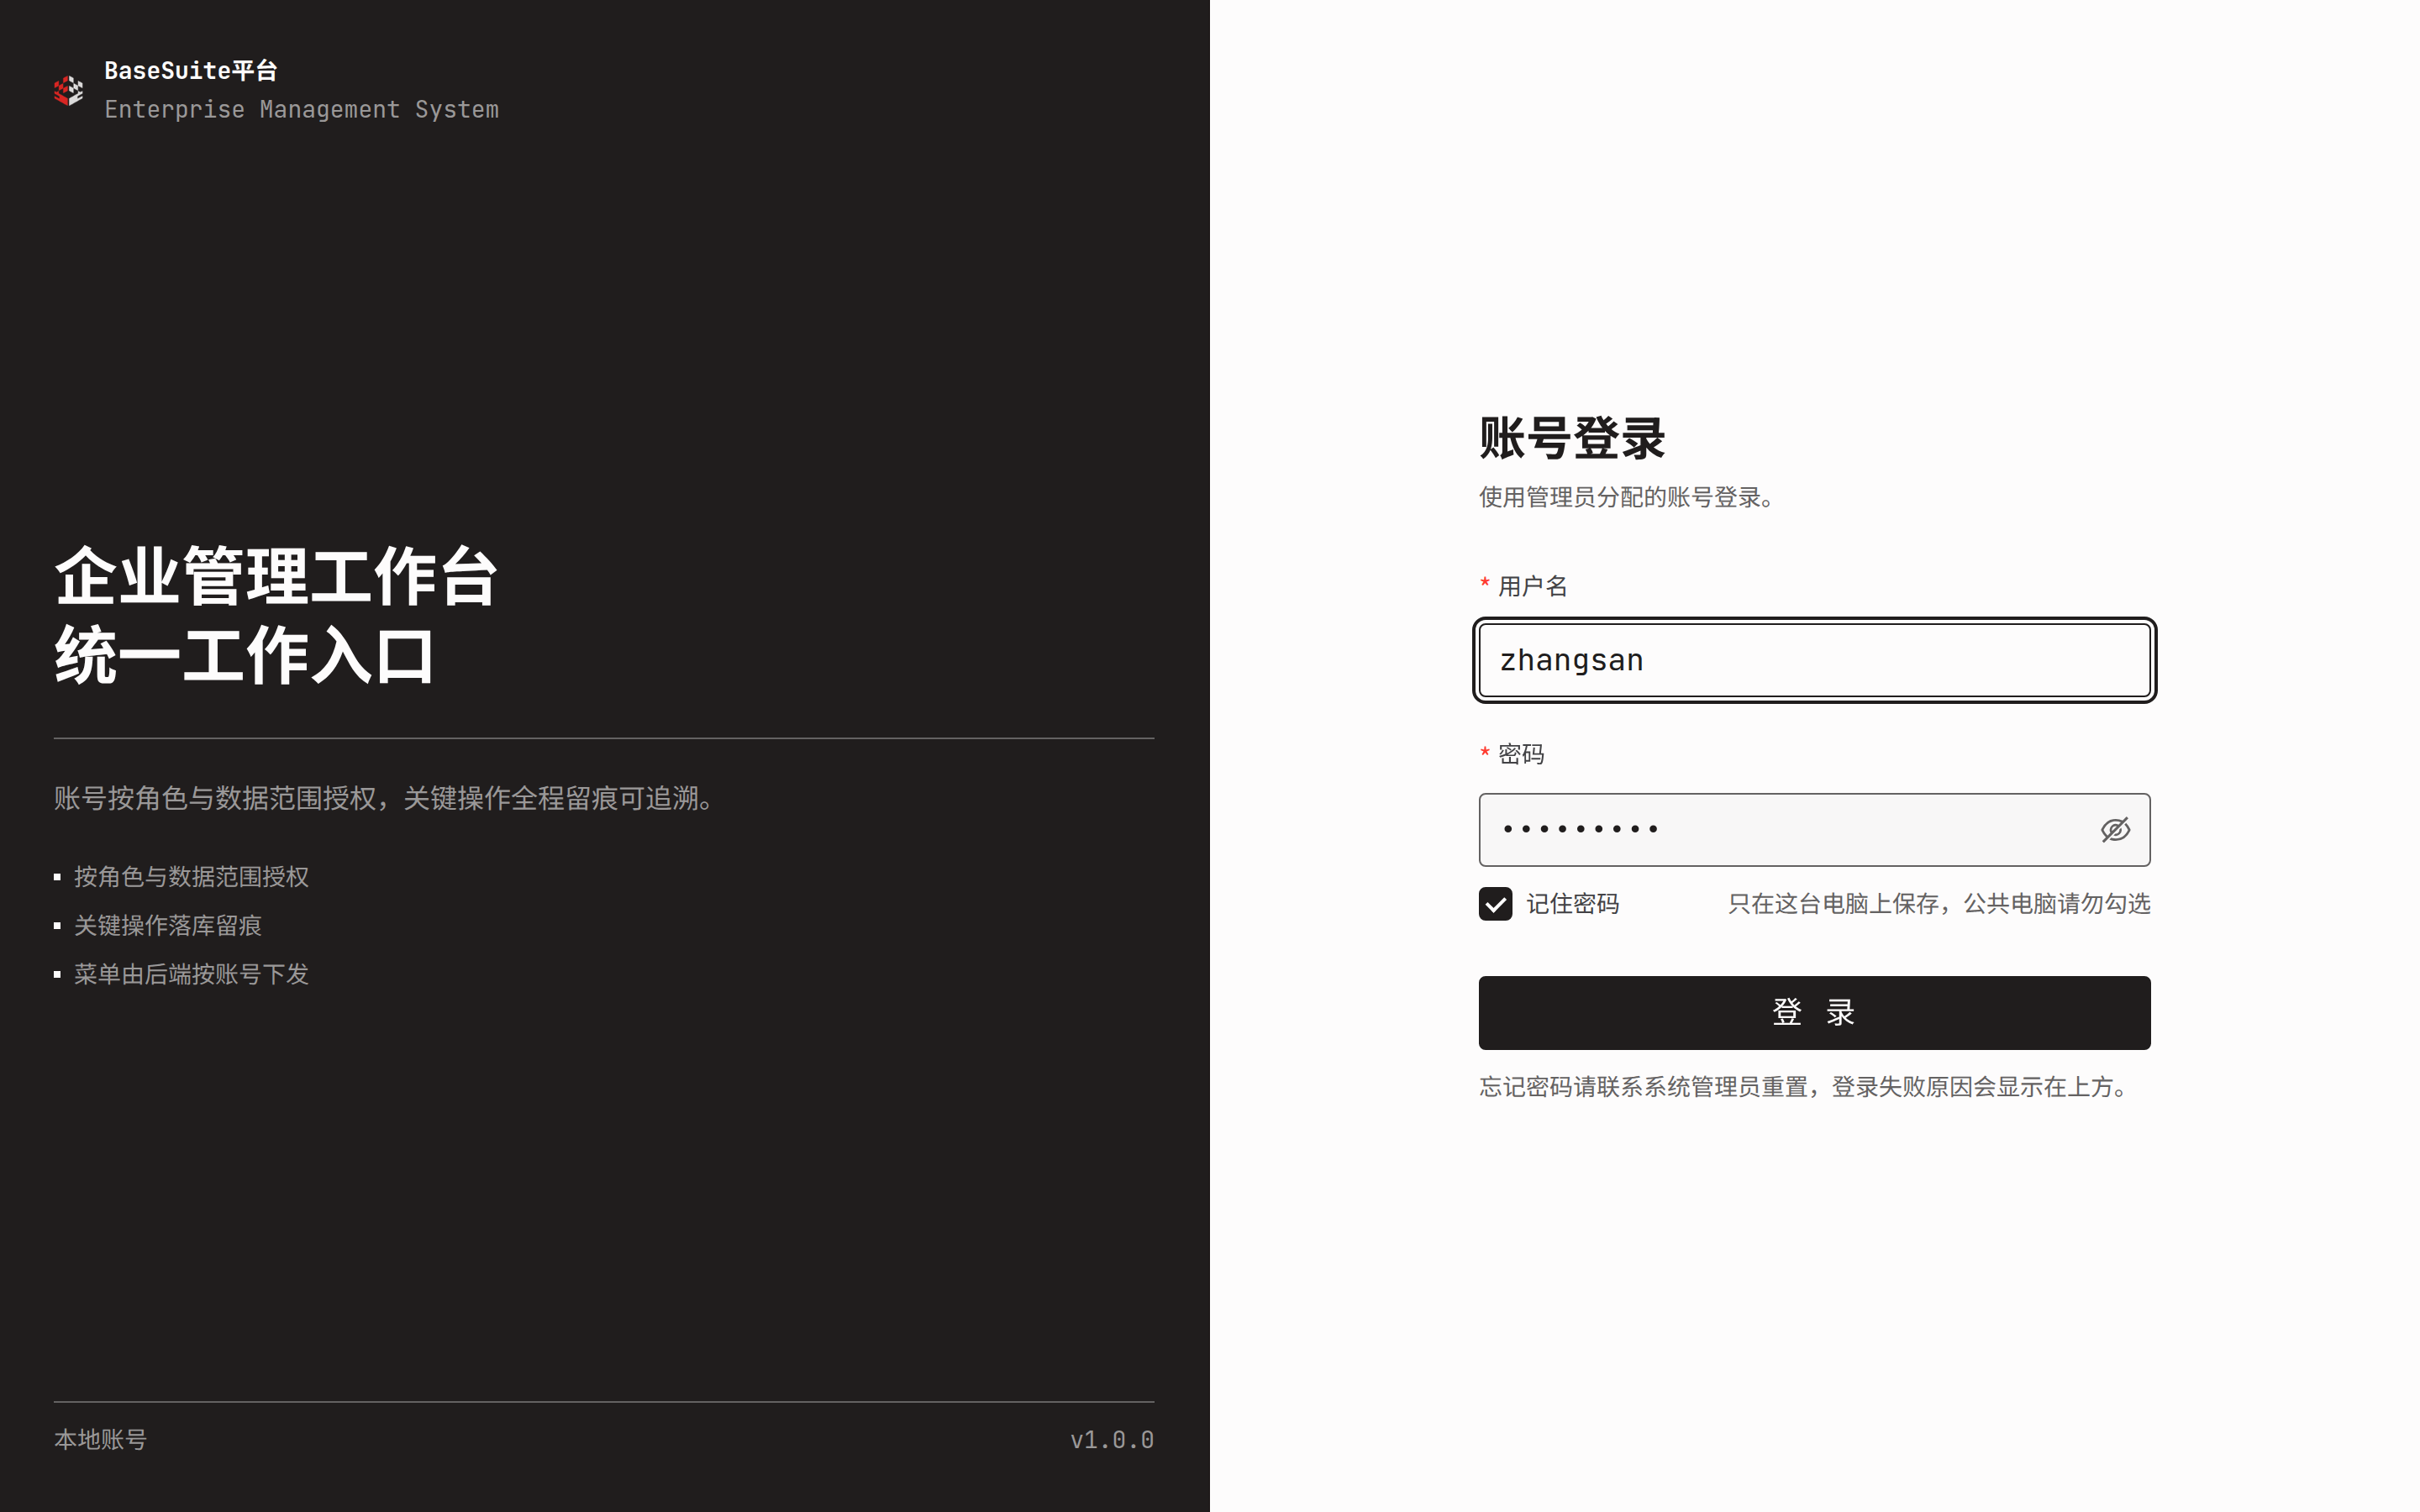 BaseSuite平台
Enterprise Management System
企业管理工作台
统一工作入口
账号按角色与数据范围授权，关键操作全程留痕可追溯。
按角色与数据范围授权
关键操作落库留痕
菜单由后端按账号下发
本地账号
v1.0.0
账号登录
使用管理员分配的账号登录。
* 用户名
zhangsan
* 密码
•••••••••
记住密码
只在这台电脑上保存，公共电脑请勿勾选
登 录
忘记密码请联系系统管理员重置，登录失败原因会显示在上方。